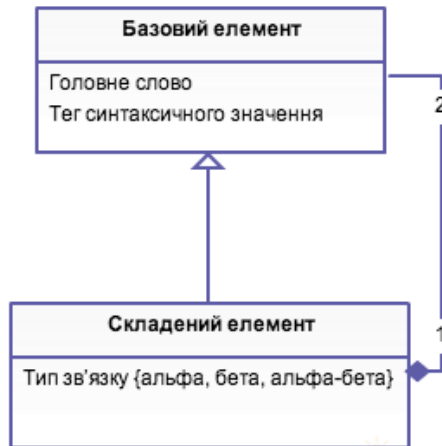 Базовий елемент
Головне слово
Тег синтаксичного значення
2
Складений елемент
1
Тип зв'язку {альфа, бета, альфа-бета}